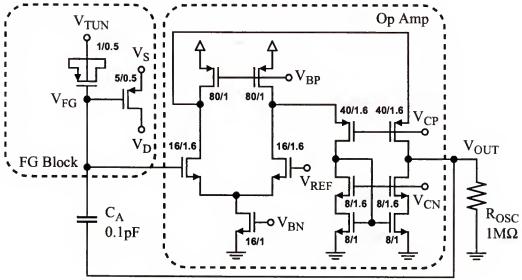 Op Amp
V_TUN
1/0.5
V_S
5/0.5
V_FG
V_D
FG Block
V_BP
80/1
80/1
40/1.6
40/1.6
V_CP
V_OUT
16/1.6
16/1.6
V_REF
8/1.6
8/1.6
V_CN
R_OSC
1MΩ
C_A
0.1pF
V_BN
16/1
8/1
8/1